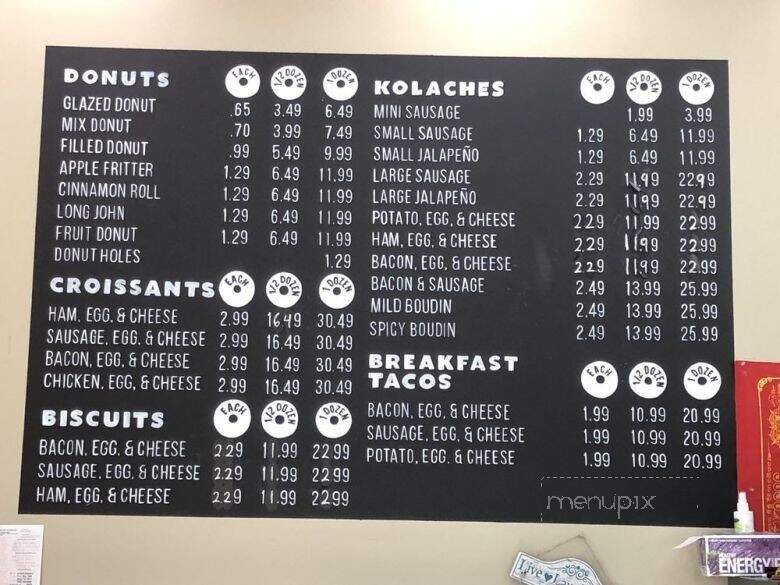 DONUTS EACH 1/2 DOZEN 1 DOZEN
GLAZED DONUT .65 3.49 6.49
MIX DONUT .70 3.99 7.49
FILLED DONUT .99 5.49 9.99
APPLE FRITTER 1.29 6.49 11.99
CINNAMON ROLL 1.29 6.49 11.99
LONG JOHN 1.29 6.49 11.99
FRUIT DONUT 1.29 6.49 11.99
DONUT HOLES 1.29
CROISSANTS EACH 1/2 DOZEN 1 DOZEN
HAM, EGG, & CHEESE 2.99 16.49 30.49
SAUSAGE, EGG, & CHEESE 2.99 16.49 30.49
BACON, EGG, & CHEESE 2.99 16.49 30.49
CHICKEN, EGG, & CHEESE 2.99 16.49 30.49
BISCUITS EACH 1/2 DOZEN 1 DOZEN
BACON, EGG, & CHEESE 2.29 11.99 22.99
SAUSAGE, EGG, & CHEESE 2.29 11.99 22.99
HAM, EGG, & CHEESE 2.29 11.99 22.99
KOLACHES EACH 1/2 DOZEN 1 DOZEN
MINI SAUSAGE 1.99 3.99
SMALL SAUSAGE 1.29 6.49 11.99
SMALL JALAPEÑO 1.29 6.49 11.99
LARGE SAUSAGE 2.29 11.99 22.99
LARGE JALAPEÑO 2.29 11.99 22.99
POTATO, EGG, & CHEESE 2.29 11.99 22.99
HAM, EGG, & CHEESE 2.29 11.99 22.99
BACON, EGG, & CHEESE 2.29 11.99 22.99
BACON & SAUSAGE 2.49 13.99 25.99
MILD BOUDIN 2.49 13.99 25.99
SPICY BOUDIN 2.49 13.99 25.99
BREAKFAST
TACOS EACH 1/2 DOZEN 1 DOZEN
BACON, EGG, & CHEESE 1.99 10.99 20.99
SAUSAGE, EGG, & CHEESE 1.99 10.99 20.99
POTATO, EGG, & CHEESE 1.99 10.99 20.99
menupix
Live
ENERGY